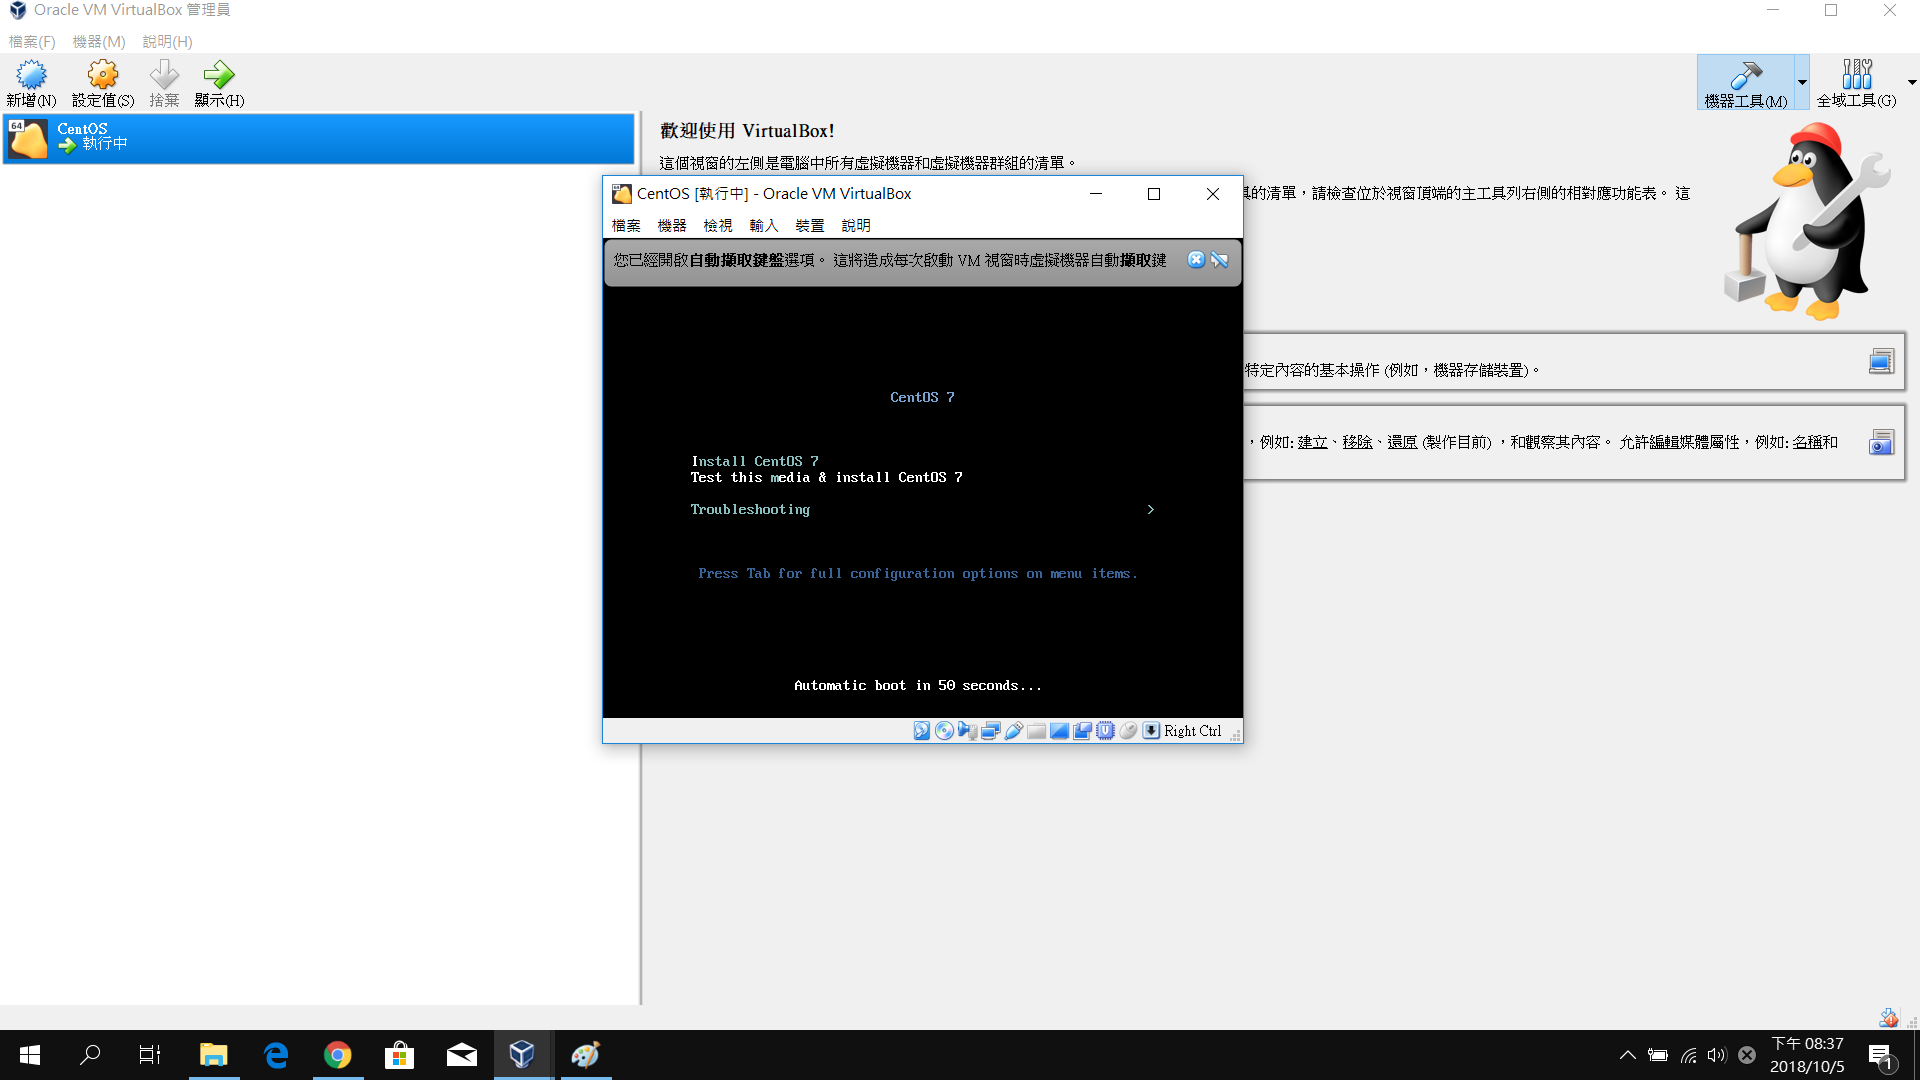 Oracle VM VirtualBox 管理員
檔案(F) 機器(M) 說明(H)
新增(N) 設定值(S) 捨棄 顯示(H)
機器工具(M) 全域工具(G)
64
CentOS
執行中
歡迎使用 VirtualBox!
這個視窗的左側是電腦中所有虛擬機器和虛擬機器群組的清單。
具的清單，請檢查位於視窗頂端的主工具列右側的相對應功能表。 這
特定內容的基本操作 (例如，機器存儲裝置)。
，例如: 建立、移除、還原 (製作目前) ，和觀察其內容。 允許編輯媒體屬性，例如: 名稱和
CentOS [執行中] - Oracle VM VirtualBox
檔案 機器 檢視 輸入 裝置 說明
您已經開啟自動擷取鍵盤選項。 這將造成每次啟動 VM 視窗時虛擬機器自動擷取鍵
CentOS 7
Install CentOS 7
Test this media & install CentOS 7
Troubleshooting >
Press Tab for full configuration options on menu items.
Automatic boot in 50 seconds...
Right Ctrl
下午 08:37
2018/10/5
1